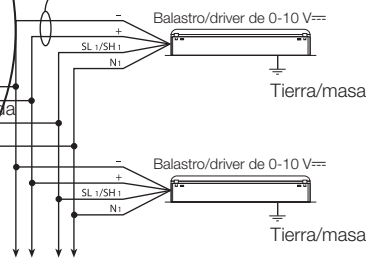 Balastro/driver de 0-10 V⎓
–
+
SL 1/SH 1
N1
Tierra/masa
da
Balastro/driver de 0-10 V⎓
–
+
SL 1/SH 1
N1
Tierra/masa